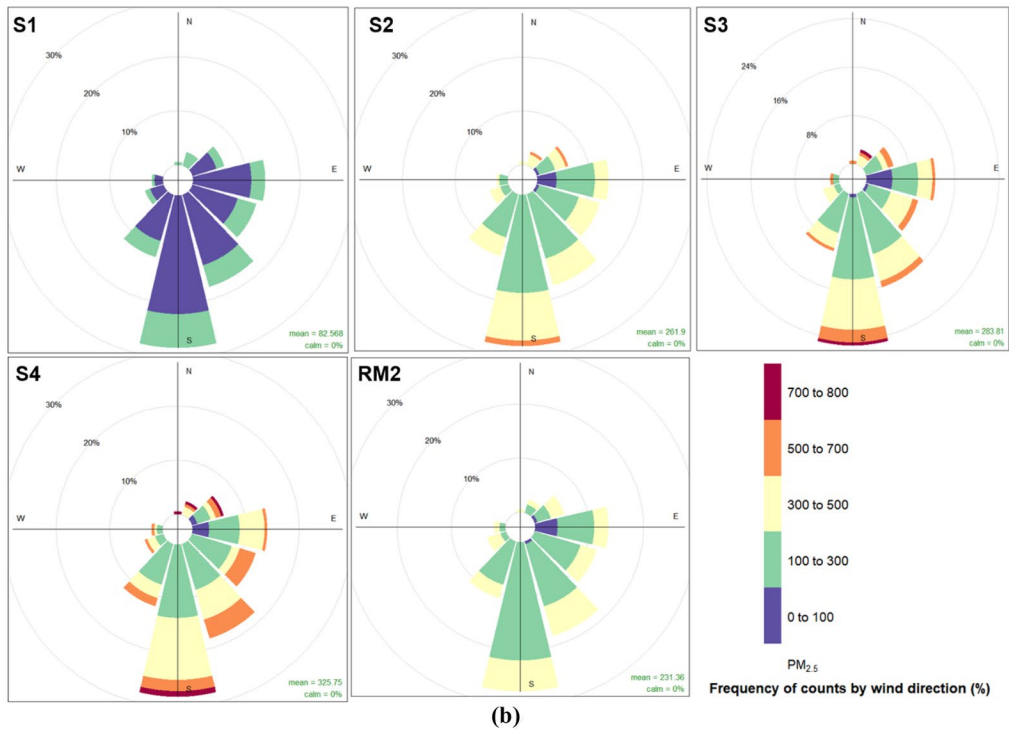 S1
N
30%
20%
10%
W
E
S
mean = 82.568
calm = 0%
S2
N
30%
20%
10%
W
E
S
mean = 261.9
calm = 0%
S3
N
24%
16%
8%
W
E
S
mean = 283.81
calm = 0%
S4
N
30%
20%
10%
W
E
S
mean = 325.75
calm = 0%
RM2
N
30%
20%
10%
W
E
S
mean = 231.36
calm = 0%
700 to 800
500 to 700
300 to 500
100 to 300
0 to 100
PM2.5
Frequency of counts by wind direction (%)
(b)